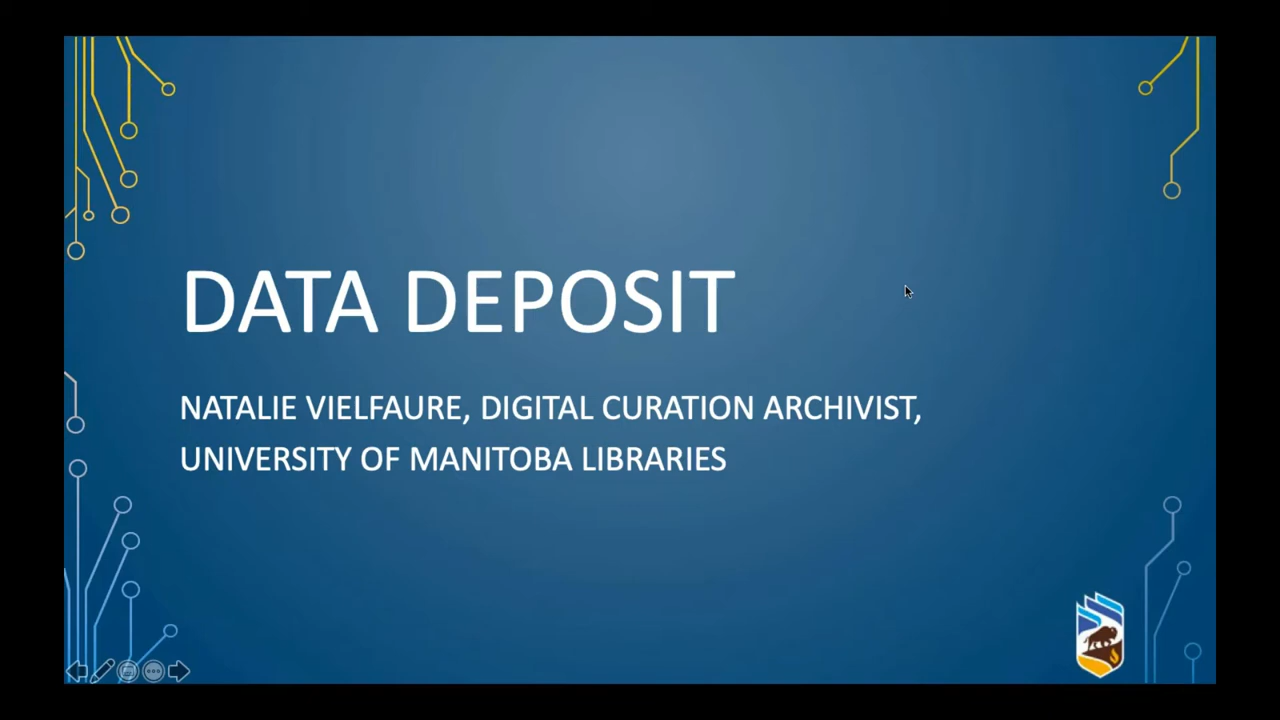 DATA DEPOSIT
NATALIE VIELFAURE, DIGITAL CURATION ARCHIVIST,
UNIVERSITY OF MANITOBA LIBRARIES